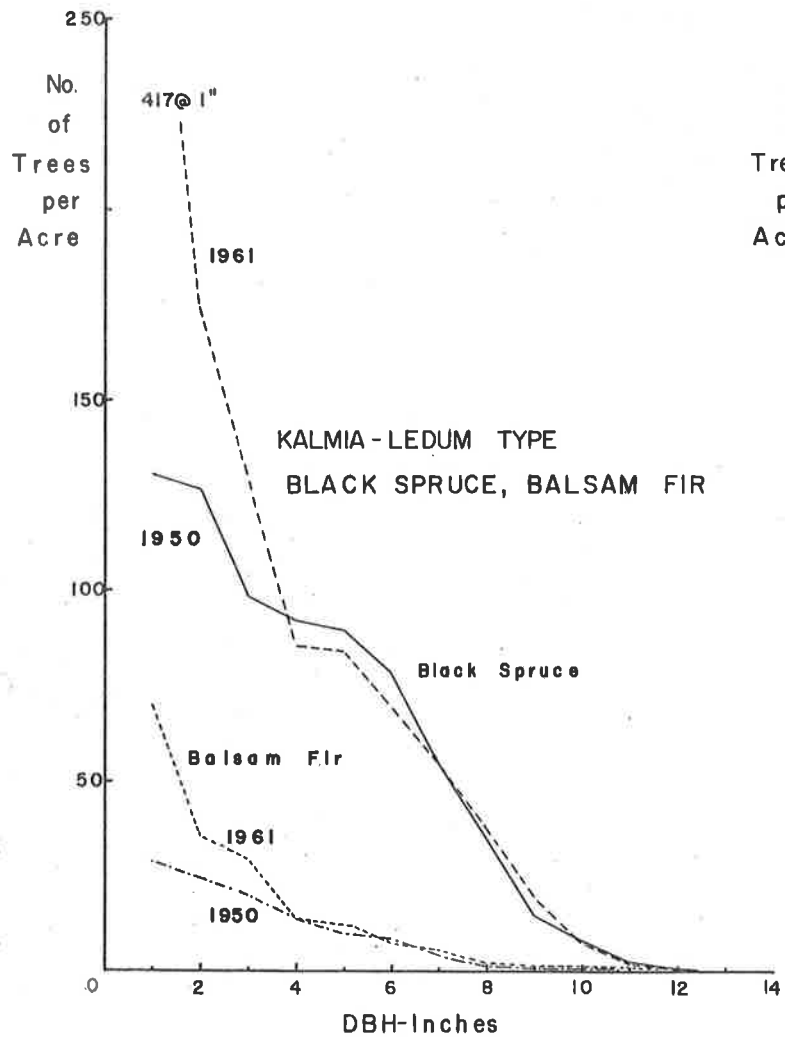 250
No.
of
Trees
per
Acre
417@ 1"
1961
150
KALMIA-LEDUM TYPE
BLACK SPRUCE, BALSAM FIR
1950
100
Black Spruce
Balsam Fir
50
1961
1950
0 2 4 6 8 10 12 14
DBH-Inches
Tre
p
Ac